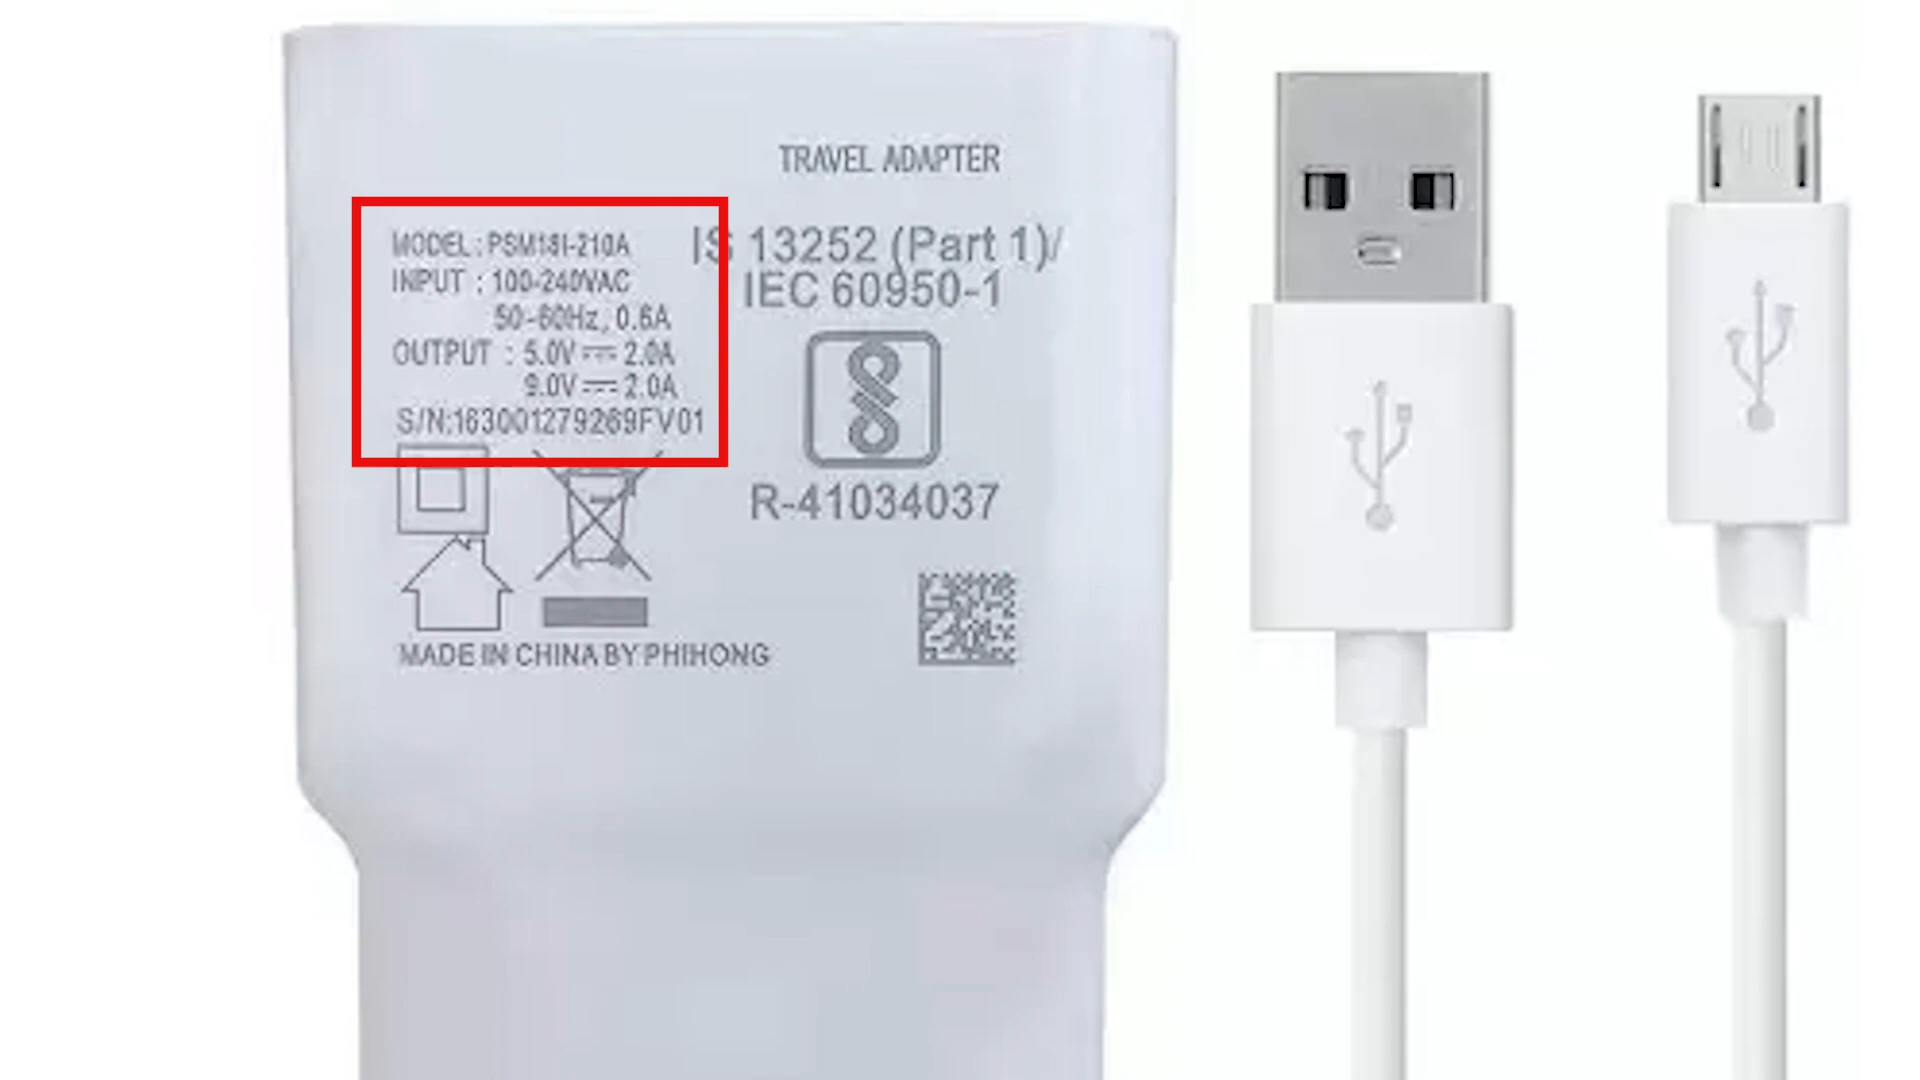 TRAVEL ADAPTER
MODEL : PSM18I-210A
INPUT : 100-240VAC
50-60Hz, 0.6A
OUTPUT : 5.0V ⎓ 2.0A
9.0V ⎓ 2.0A
S/N:163001279269FV01
IS 13252 (Part 1)/
IEC 60950-1
R-41034037
MADE IN CHINA BY PHIHONG